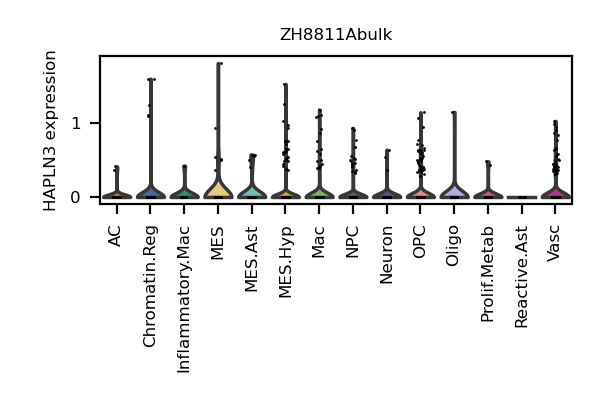 ZH8811Abulk
HAPLN3 expression
1
0
AC
Chromatin.Reg
Inflammatory.Mac
MES
MES.Ast
MES.Hyp
Mac
NPC
Neuron
OPC
Oligo
Prolif.Metab
Reactive.Ast
Vasc